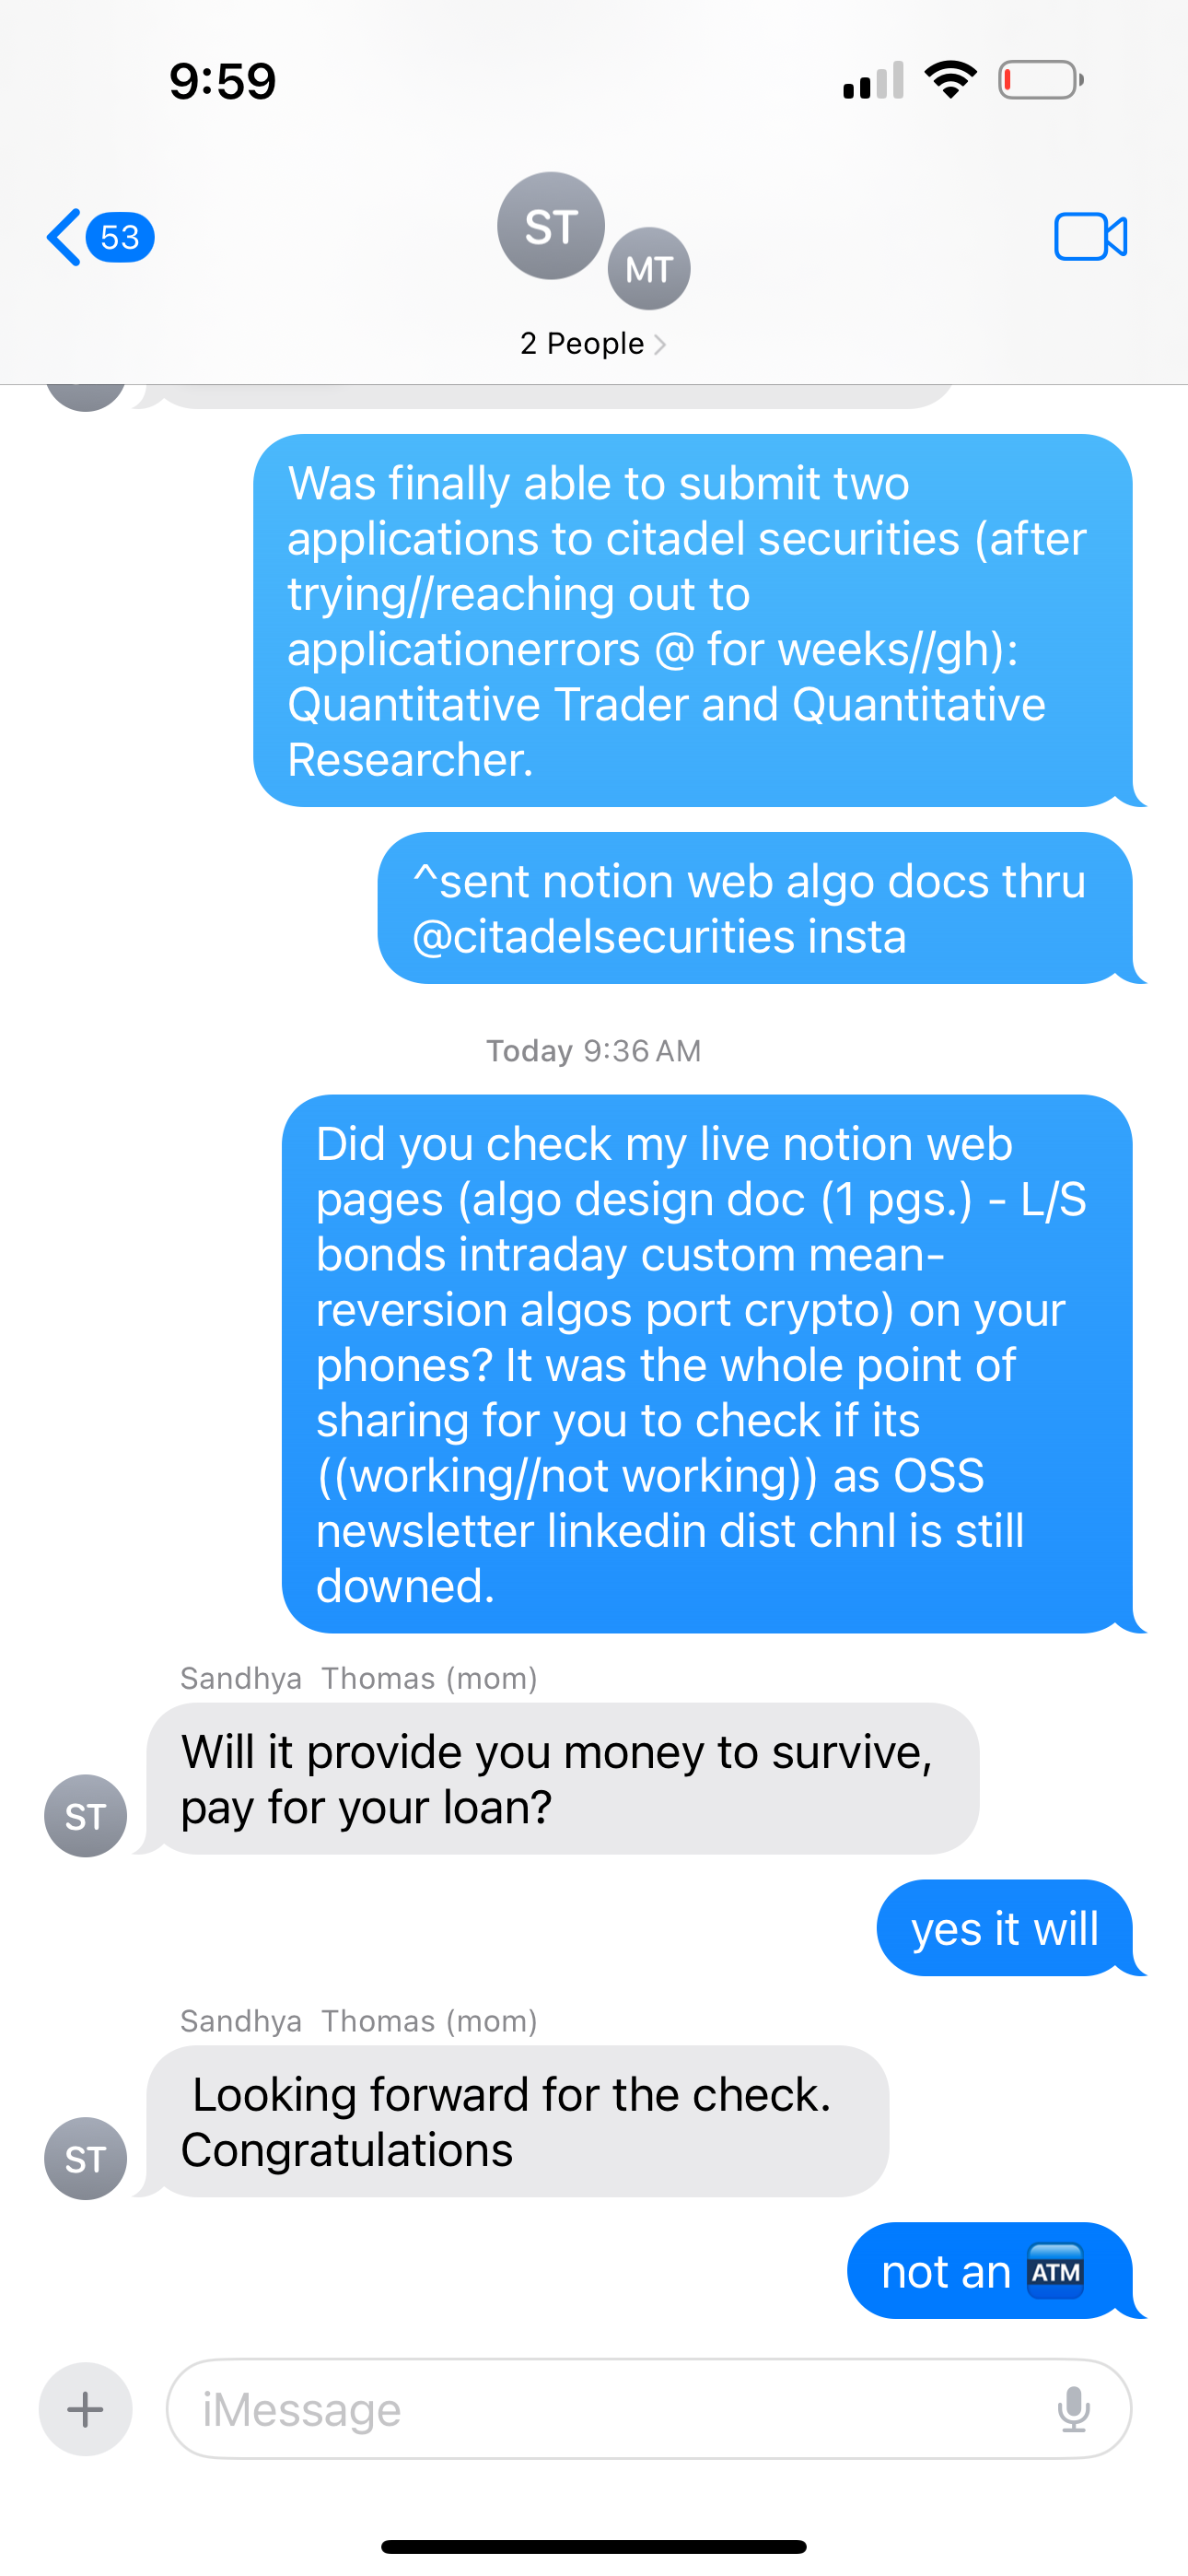 9:59
53
ST
MT
2 People
Was finally able to submit two
applications to citadel securities (after
trying//reaching out to
applicationerrors @ for weeks//gh):
Quantitative Trader and Quantitative
Researcher.
^sent notion web algo docs thru
@citadelsecurities insta
Today 9:36 AM
Did you check my live notion web
pages (algo design doc (1 pgs.) - L/S
bonds intraday custom mean-
reversion algos port crypto) on your
phones? It was the whole point of
sharing for you to check if its
((working//not working)) as OSS
newsletter linkedin dist chnl is still
downed.
Sandhya Thomas (mom)
Will it provide you money to survive,
pay for your loan?
ST
yes it will
Sandhya Thomas (mom)
Looking forward for the check.
Congratulations
ST
not an ATM
+
iMessage